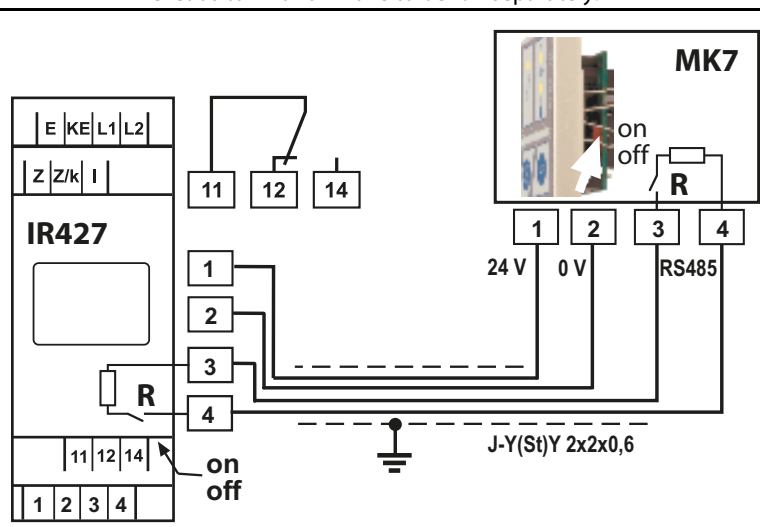 MK7
E KE L1 L2
on
off
Z Z/k I
11 12 14
R
IR427
1 2 3 4
1
24 V 0 V RS485
2
3
R
4
J-Y(St)Y 2x2x0,6
11 12 14
on
off
1 2 3 4